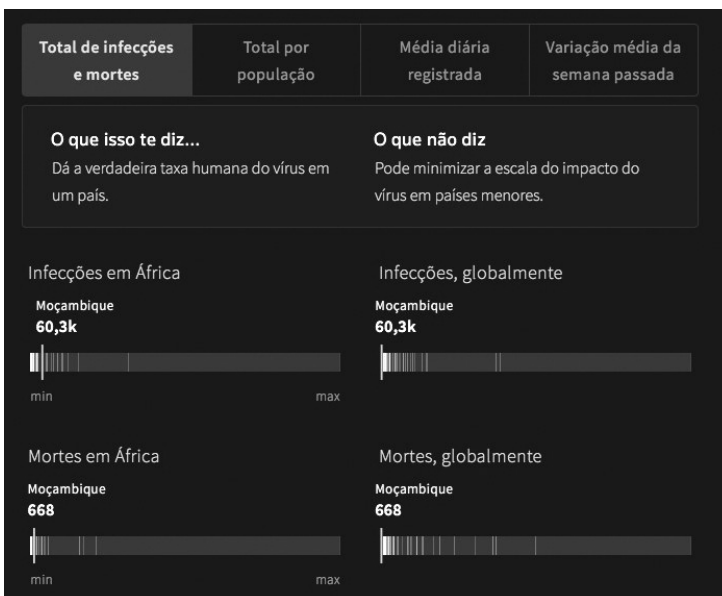 Total de infecções
e mortes
Total por
população
Média diária
registrada
Variação média da
semana passada
O que isso te diz...
Dá a verdadeira taxa humana do vírus em
um país.
O que não diz
Pode minimizar a escala do impacto do
vírus em países menores.
Infecções em África
Moçambique
60,3k
min
max
Infecções, globalmente
Moçambique
60,3k
Mortes em África
Moçambique
668
min
max
Mortes, globalmente
Moçambique
668